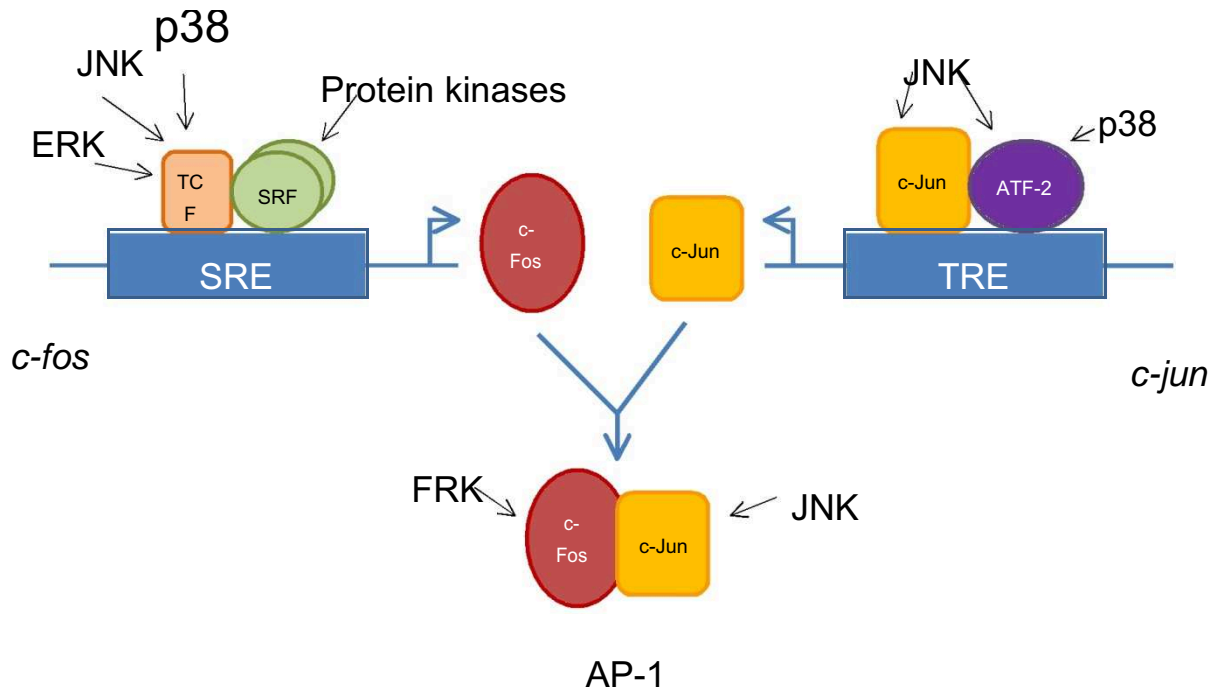 p38
JNK
Protein kinases
ERK
TC
F
SRF
SRE
c-fos
c-
Fos
c-Jun
JNK
p38
c-Jun
ATF-2
TRE
c-jun
FRK
c-
Fos
c-Jun
JNK
AP-1